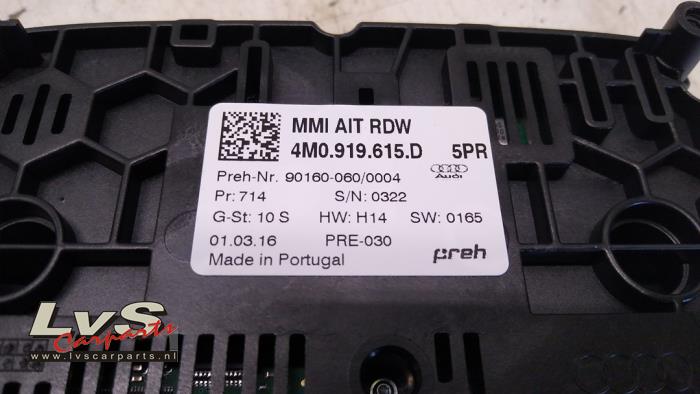 MMI AIT RDW
4M0.919.615.D 5PR
Preh-Nr. 90160-060/0004 Audi
Pr: 714 S/N: 0322
G-St: 10 S HW: H14 SW: 0165
01.03.16 PRE-030
Made in Portugal preh
LvS
Carparts
www.lvscarparts.nl